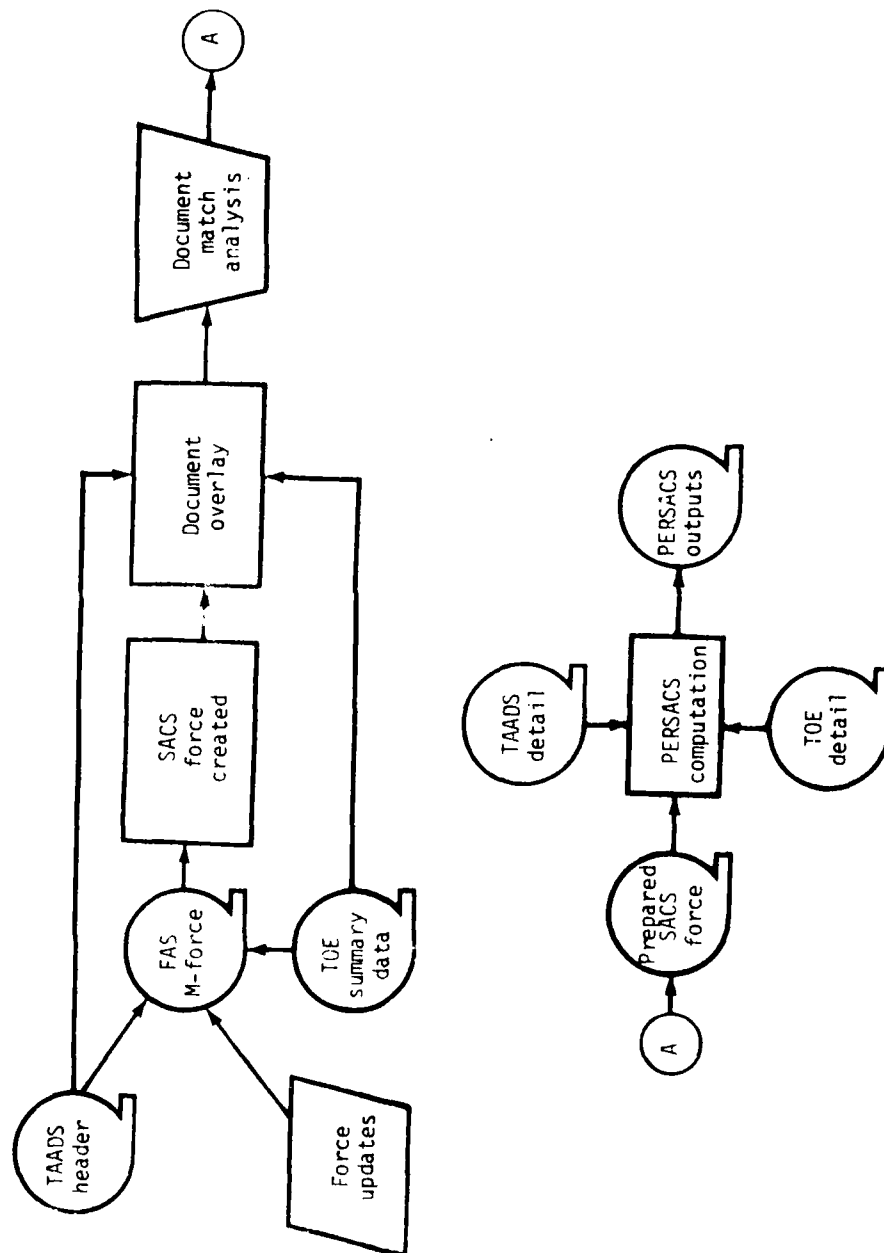 TAADS
header
Force
updates
FAS
M-force
TOE
summary
data
SACS
force
created
Document
overlay
Document
match
analysis
A
A
Prepared
SACS
force
TAADS
detail
PERSACS
computation
TOE
detail
PERSACS
outputs